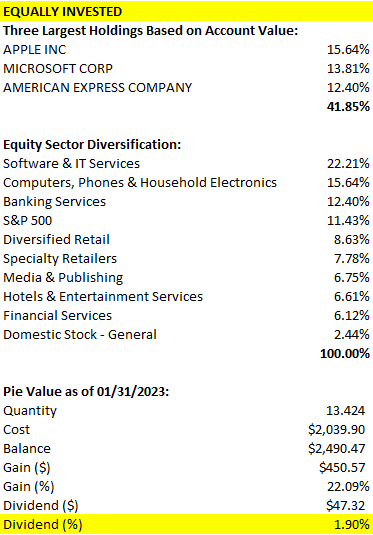 EQUALLY INVESTED
Three Largest Holdings Based on Account Value:
APPLE INC 15.64%
MICROSOFT CORP 13.81%
AMERICAN EXPRESS COMPANY 12.40%
41.85%
Equity Sector Diversification:
Software & IT Services 22.21%
Computers, Phones & Household Electronics 15.64%
Banking Services 12.40%
S&P 500 11.43%
Diversified Retail 8.63%
Specialty Retailers 7.78%
Media & Publishing 6.75%
Hotels & Entertainment Services 6.61%
Financial Services 6.12%
Domestic Stock - General 2.44%
100.00%
Pie Value as of 01/31/2023:
Quantity 13.424
Cost $2,039.90
Balance $2,490.47
Gain ($) $450.57
Gain (%) 22.09%
Dividend ($) $47.32
Dividend (%) 1.90%